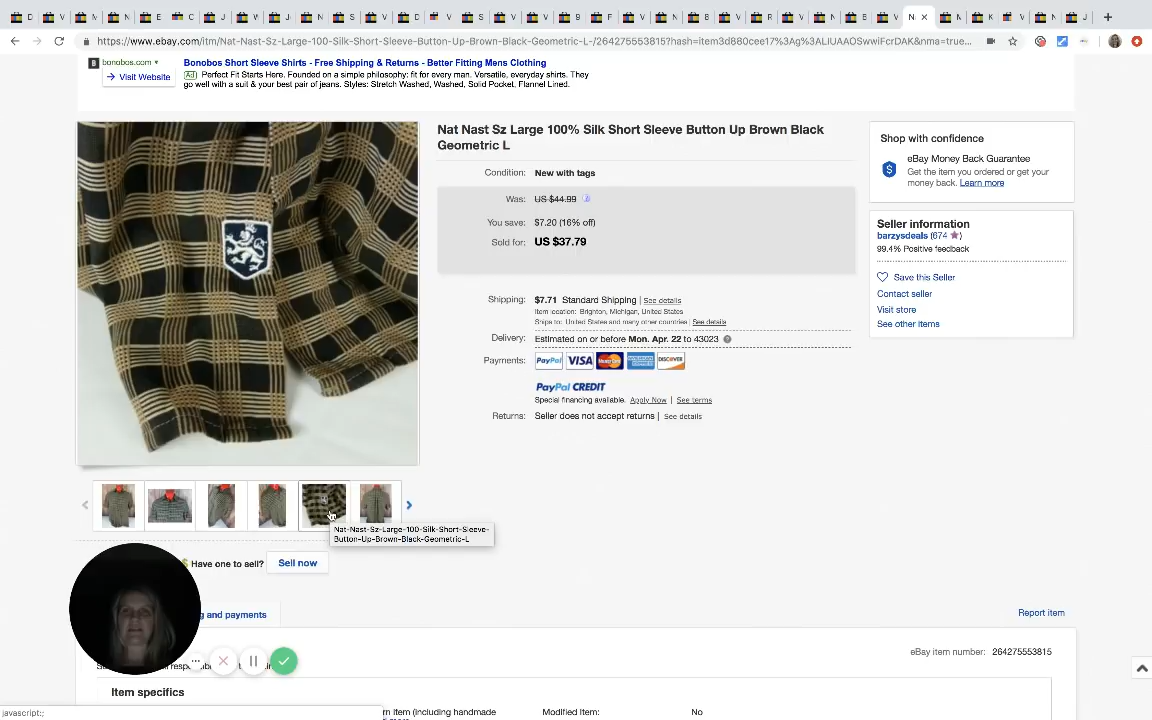 D
V
M
E
C
J
W
J
N
S
V
D
V
S
V
V
9
F
V
N
B
V
R
V
N
B
V
N
M
K
V
N
J
https://www.ebay.com/itm/Nat-Nast-Sz-Large-100-Silk-Short-Sleeve-Button-Up-Brown-Black-Geometric-L-/264275553815?hash=item3d880cee17%3Ag%3ALIUAAOSwwiFcrDAK&nma=true...
B bonobos.com
Visit Website
Bonobos Short Sleeve Shirts - Free Shipping & Returns - Better Fitting Mens Clothing
Ad Perfect Fit Starts Here. Founded on a simple philosophy: fit for every man. Versatile, everyday shirts. They
go well with a suit & your best pair of jeans. Styles: Stretch Washed, Washed, Solid Pocket, Flannel Lined.
Nat Nast Sz Large 100% Silk Short Sleeve Button Up Brown Black
Geometric L
Condition: New with tags
Was: US $44.99
You save: $7.20 (16% off)
Sold for: US $37.79
Shipping: $7.71 Standard Shipping | See details
Item location: Brighton, Michigan, United States
Ships to: United States and many other countries | See details
Delivery: Estimated on or before Mon. Apr. 22 to 43023
Payments: PayPal VISA MasterCard AMERICAN EXPRESS DISCOVER
PayPal CREDIT
Special financing available. Apply Now | See terms
Returns: Seller does not accept returns | See details
Shop with confidence
eBay Money Back Guarantee
Get the item you ordered or get your
money back. Learn more
Seller information
barzysdeals (674 )
99.4% Positive feedback
Save this Seller
Contact seller
Visit store
See other items
Nat-Nast-Sz-Large-100-Silk-Short-Sleeve-
Button-Up-Brown-Black-Geometric-L
Have one to sell? Sell now
g and payments
Report item
eBay item number: 264275553815
Item specifics
rn item (including handmade
Modified Item: No
javascript:;